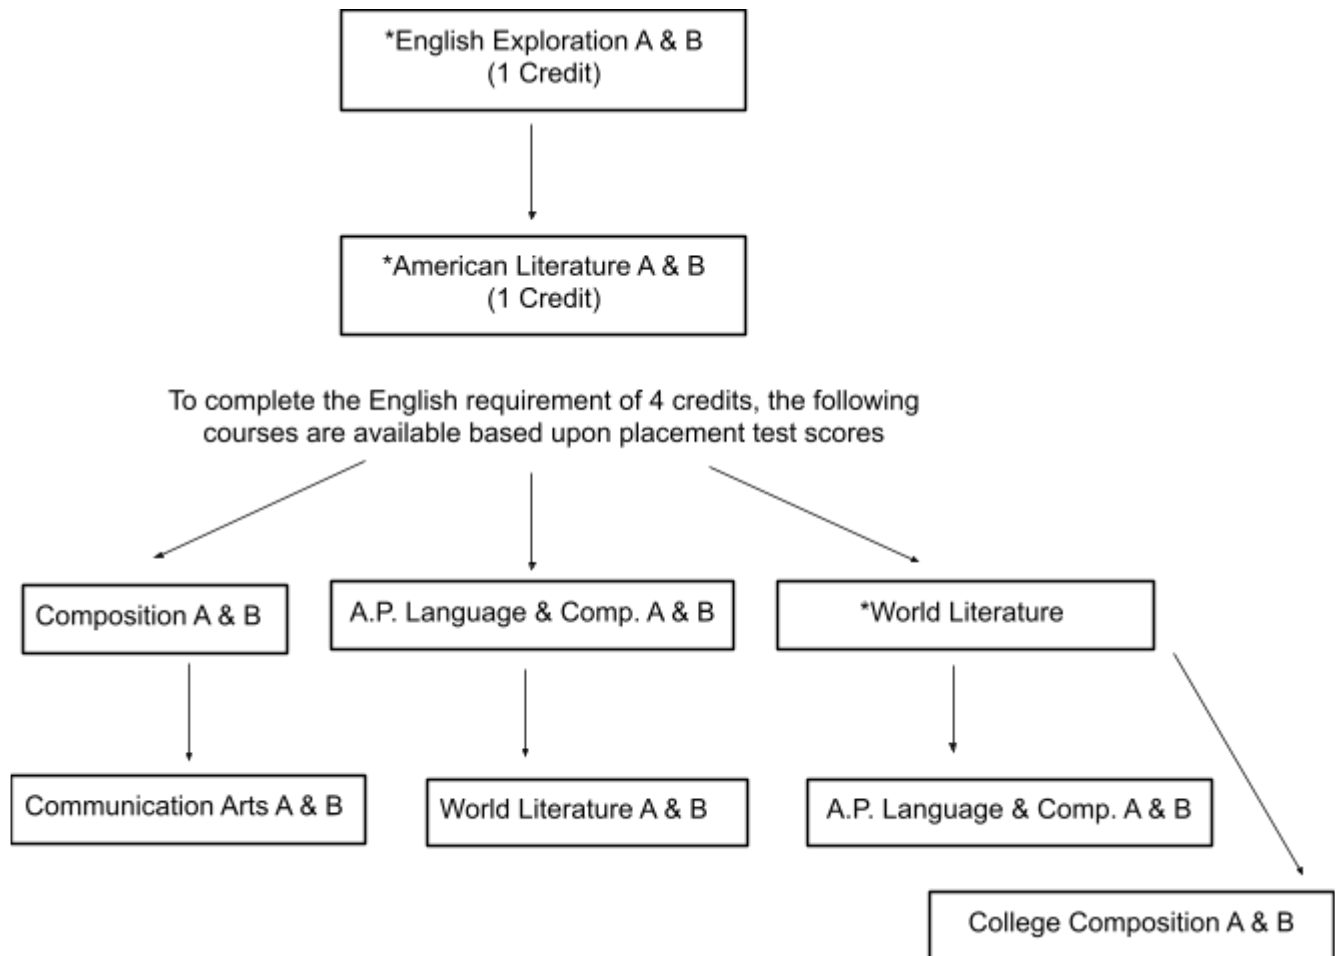 *English Exploration A & B
(1 Credit)
*American Literature A & B
(1 Credit)
To complete the English requirement of 4 credits, the following
courses are available based upon placement test scores
Composition A & B
A.P. Language & Comp. A & B
*World Literature
Communication Arts A & B
World Literature A & B
A.P. Language & Comp. A & B
College Composition A & B